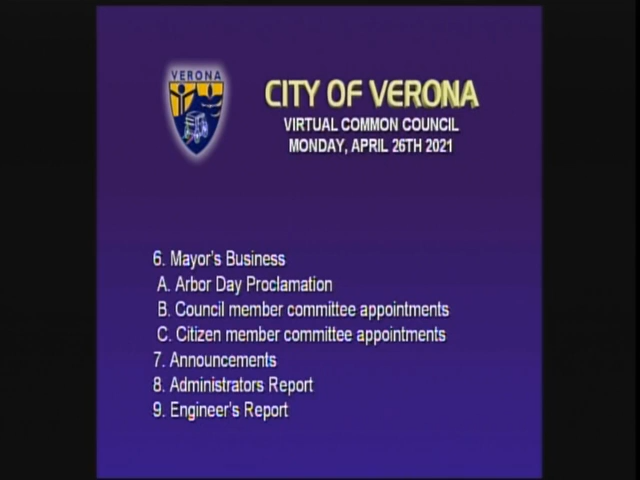 VERONA
CITY OF VERONA
VIRTUAL COMMON COUNCIL
MONDAY, APRIL 26TH 2021
6. Mayor's Business
A. Arbor Day Proclamation
B. Council member committee appointments
C. Citizen member committee appointments
7. Announcements
8. Administrators Report
9. Engineer's Report